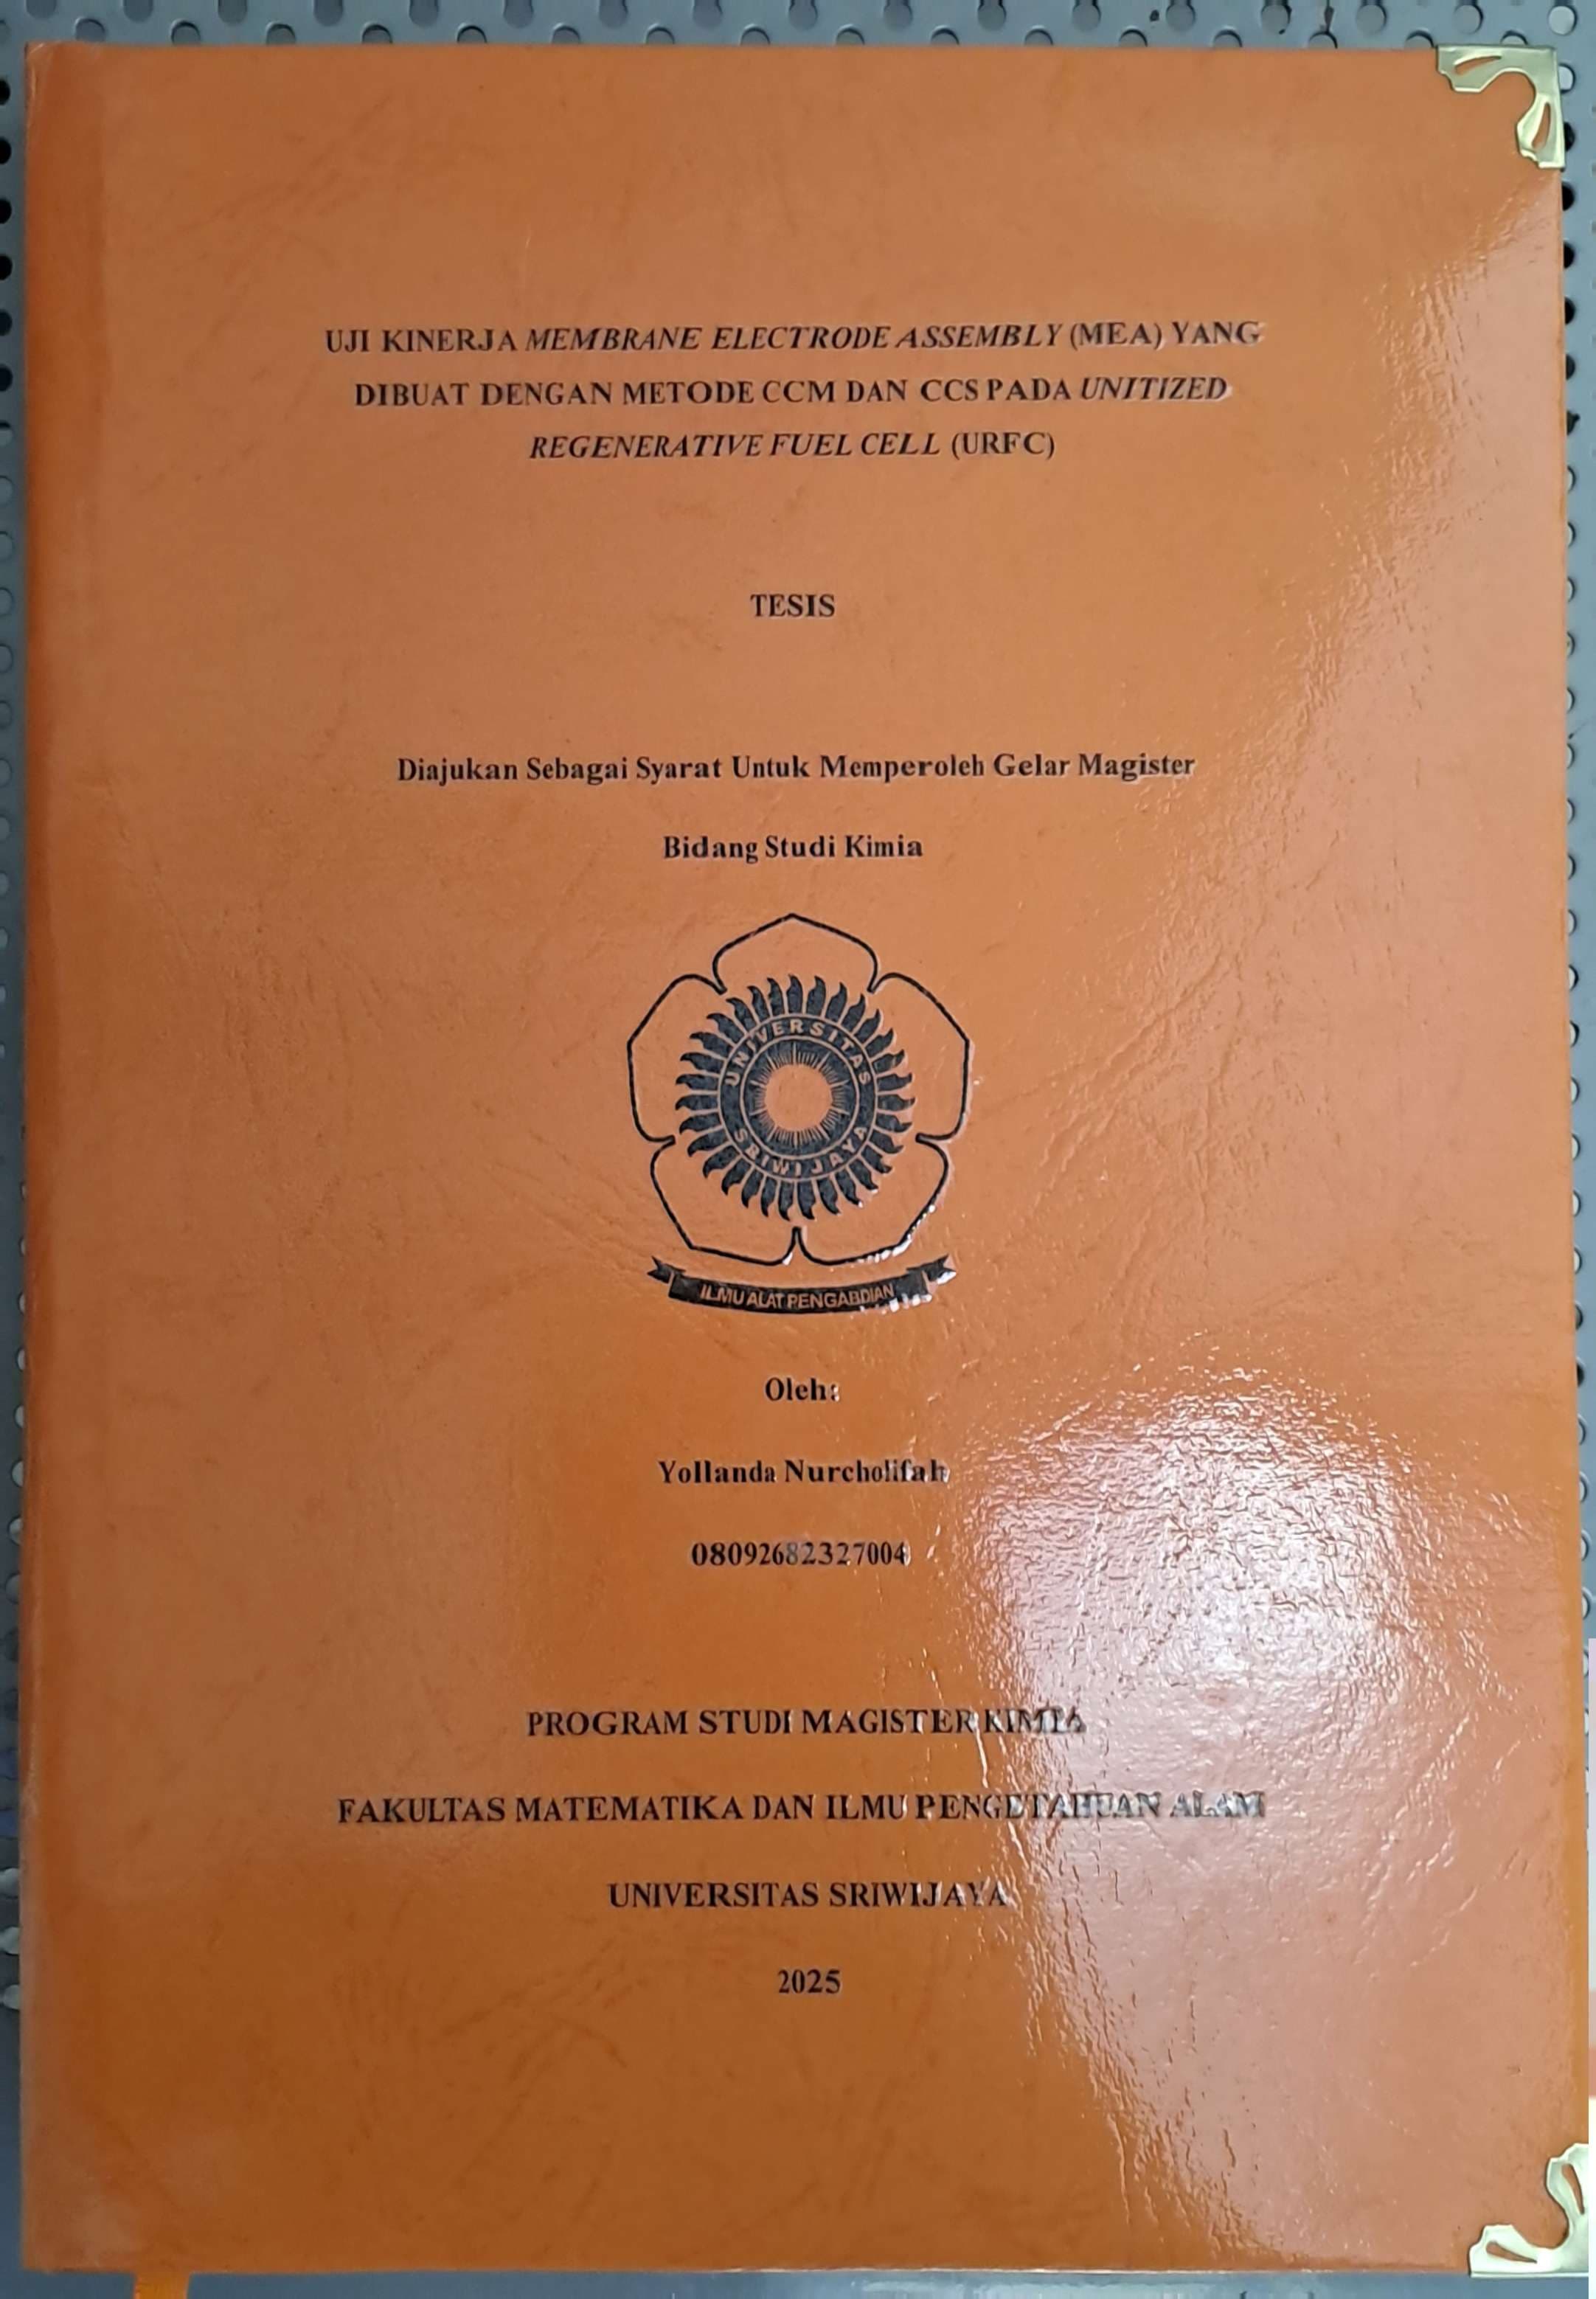 UJI KINERJA MEMBRANE ELECTRODE ASSEMBLY (MEA) YANG
DIBUAT DENGAN METODE CCM DAN CCS PADA UNITIZED
REGENERATIVE FUEL CELL (URFC)
TESIS
Diajukan Sebagai Syarat Untuk Memperoleh Gelar Magister
Bidang Studi Kimia
UNIVERSITAS
SRIWIJAYA
ILMU ALAT PENGABDIAN
Oleh:
Yollanda Nurcholifah
08092682327004
PROGRAM STUDI MAGISTER KIMIA
FAKULTAS MATEMATIKA DAN ILMU PENGETAHUAN ALAM
UNIVERSITAS SRIWIJAYA
2025